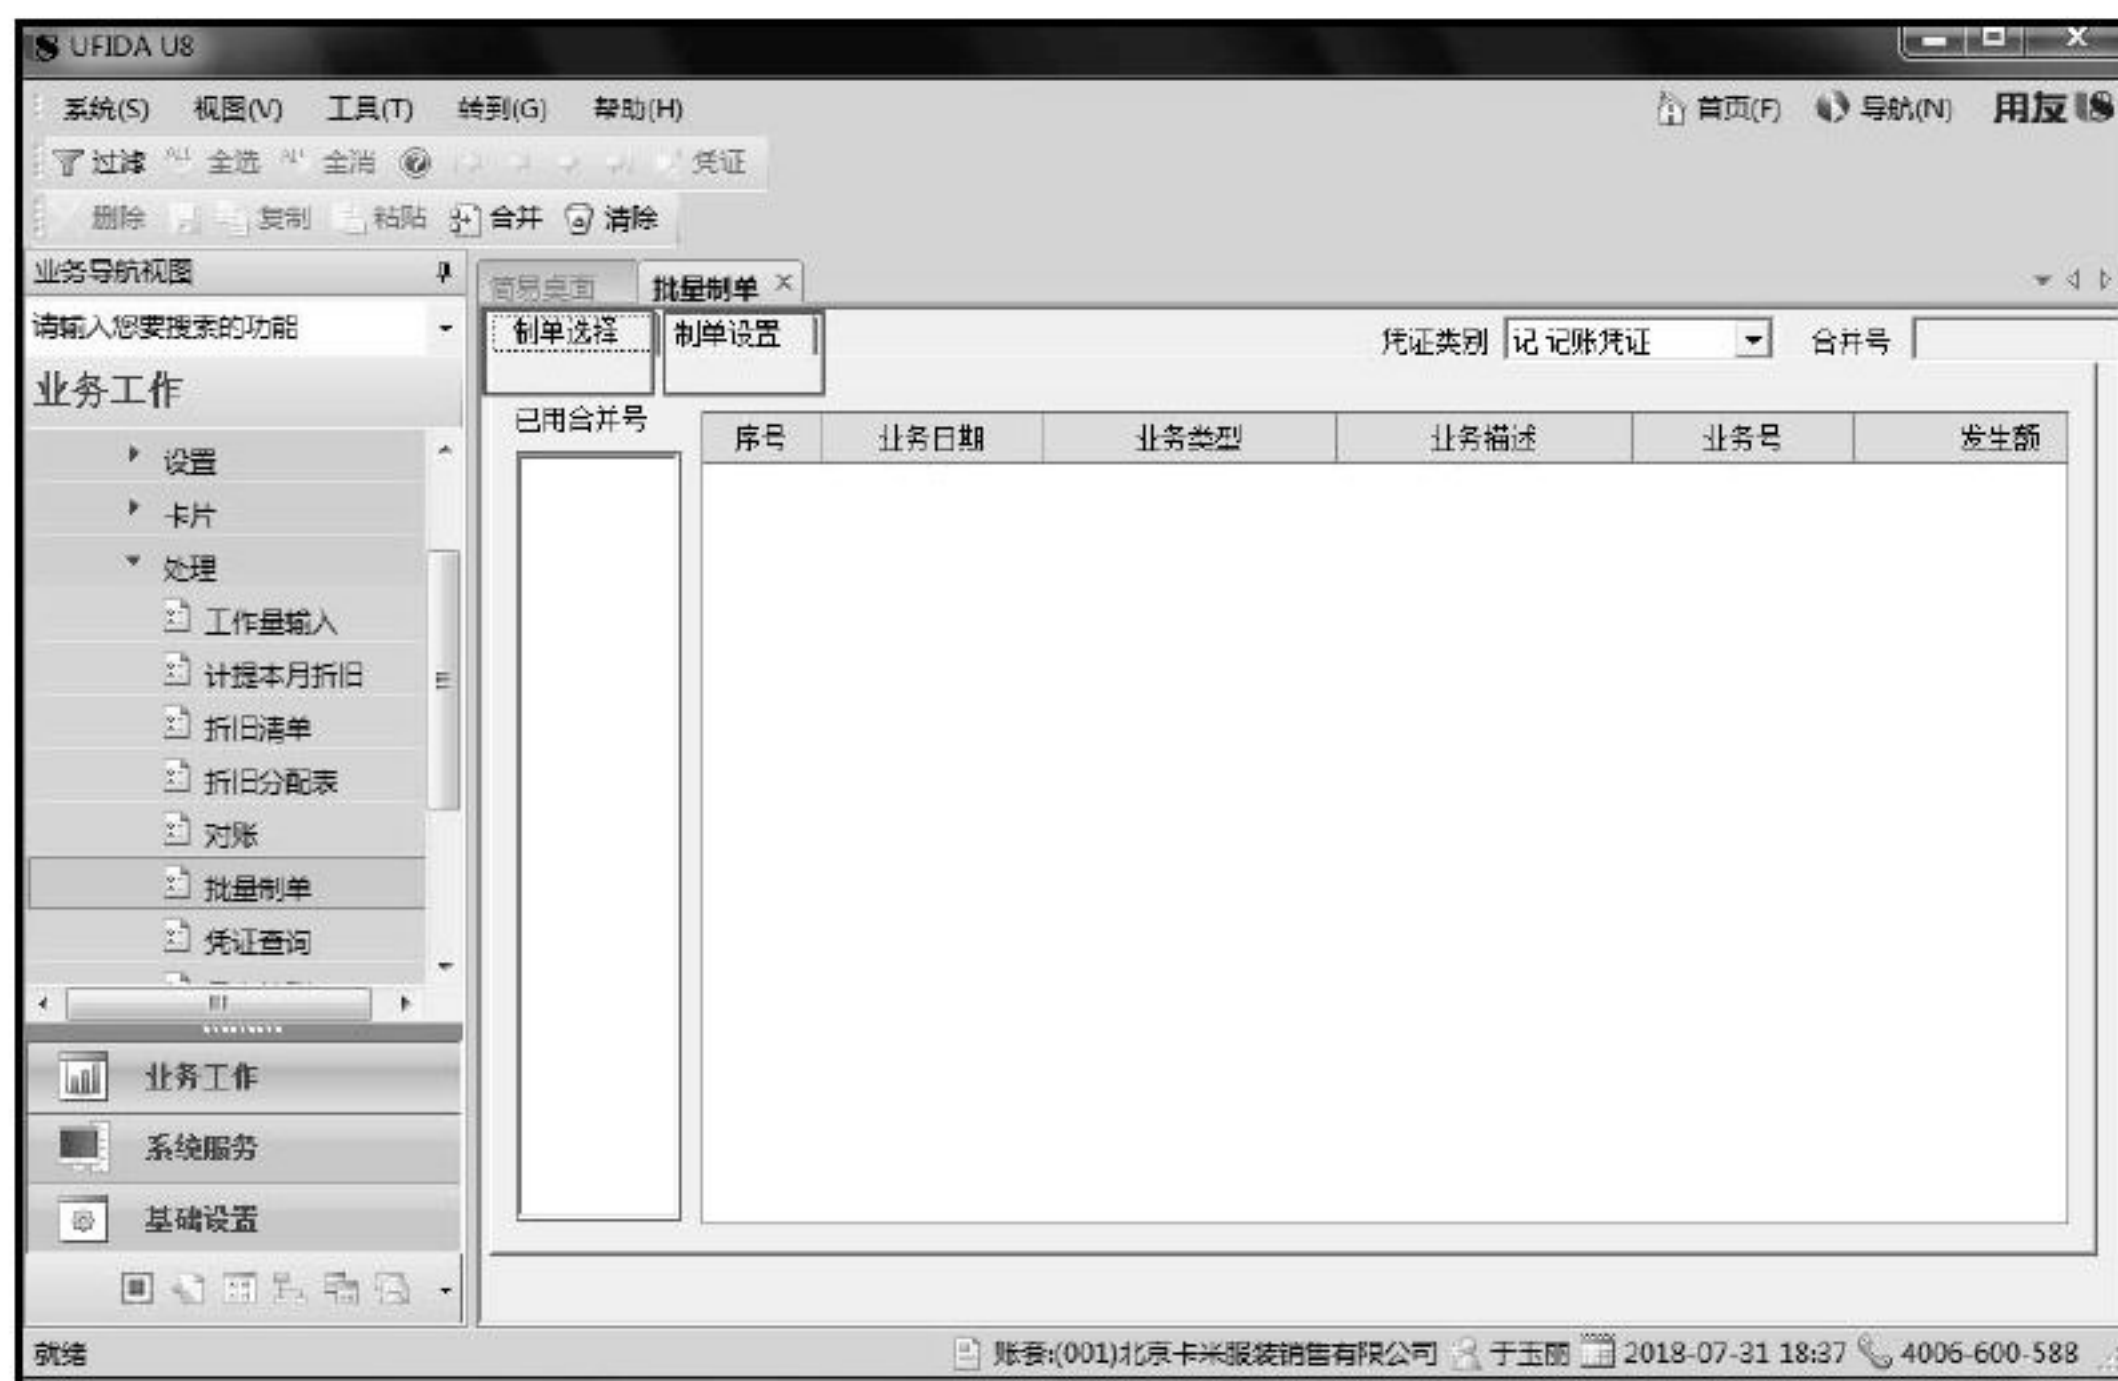 UFIDA U8
系统(S) 视图(V) 工具(T) 转到(G) 帮助(H) 首页(F) 导航(N) 用友U8
过滤 全选 全消 凭证
删除 复制 粘贴 合并 清除
业务导航视图
简易桌面 批量制单
请输入您要搜索的功能
制单选择 制单设置 凭证类别 记 记账凭证 合并号
业务工作
已用合并号
序号 业务日期 业务类型 业务描述 业务号 发生额
设置
卡片
处理
工作量输入
计提本月折旧
折旧清单
折旧分配表
对账
批量制单
凭证查询
业务工作
系统服务
基础设置
就绪 账套:(001)北京卡米服装销售有限公司 于玉丽 2018-07-31 18:37 4006-600-588